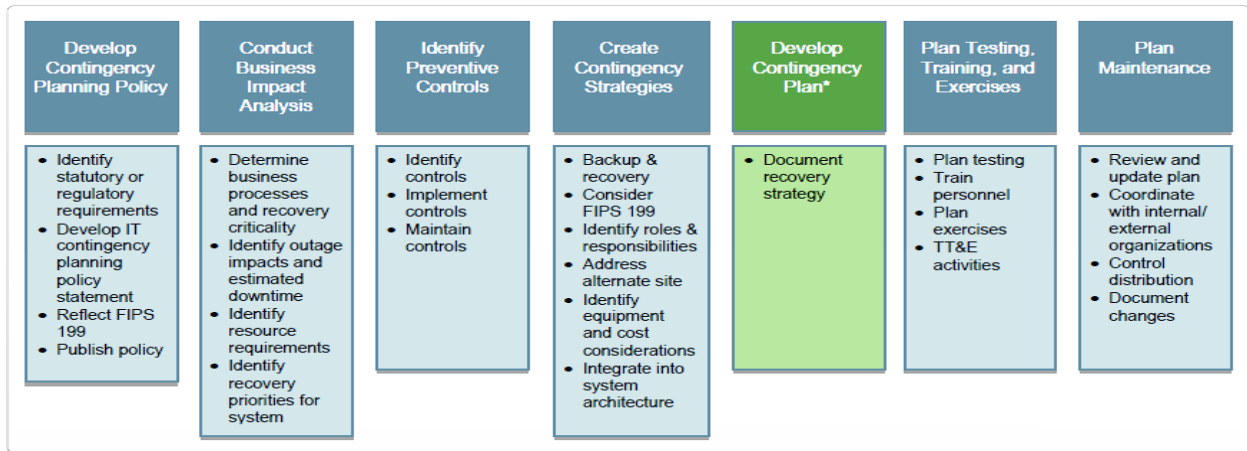 Develop
Contingency
Planning Policy
Conduct
Business
Impact
Analysis
Identify
Preventive
Controls
Create
Contingency
Strategies
Develop
Contingency
Plan*
Plan Testing,
Training, and
Exercises
Plan
Maintenance
• Identify
statutory or
regulatory
requirements
• Develop IT
contingency
planning
policy
statement
• Reflect FIPS
199
• Publish policy
• Determine
business
processes
and recovery
criticality
• Identify outage
impacts and
estimated
downtime
• Identify
resource
requirements
• Identify
recovery
priorities for
system
• Identify
controls
• Implement
controls
• Maintain
controls
• Backup &
recovery
• Consider
FIPS 199
• Identify roles &
responsibilities
• Address
alternate site
• Identify
equipment
and cost
considerations
• Integrate into
system
architecture
• Document
recovery
strategy
• Plan testing
• Train
personnel
• Plan
exercises
• TT&E
activities
• Review and
update plan
• Coordinate
with internal/
external
organizations
• Control
distribution
• Document
changes